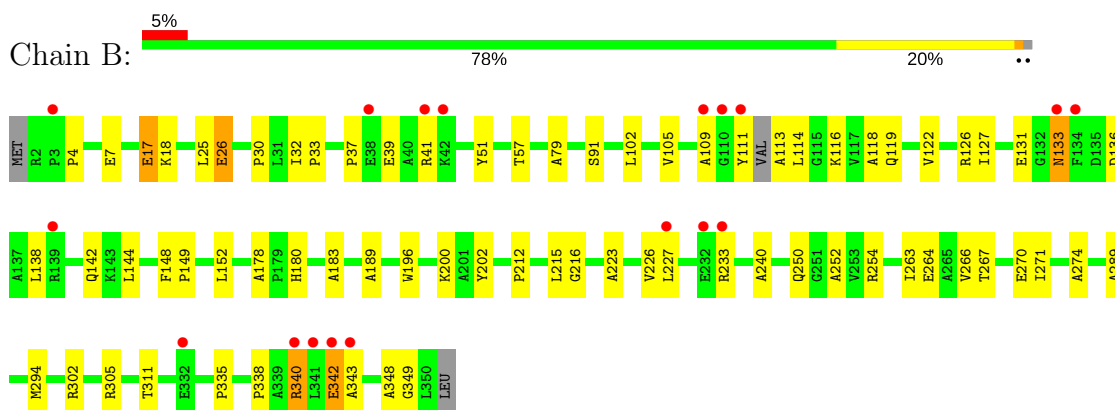 5%
Chain B:
78% 20% ••
MET R2 P3 P4 E7 E17 K18 L25 E26 P30 L31 I32 P33 P37 E38 E39 A40 R41 K42 Y51 T57 A79 S91 L102 V105 A109 G110 Y111 VAL A113 L114 G115 K116 V117 A118 Q119 V122 R126 I127 E131 G132 N133 F134 D135
A137 L138 R139 Q142 K143 L144 F148 P149 L152 A178 P179 H180 A183 A189 W196 K200 A201 Y202 P212 L215 G216 A223 V226 L227 E232 R233 A240 Q250 G251 A252 V253 R254 I263 E264 A265 V266 T267 E270 I271 A274
M294 R302 R305 T311 E332 P335 P338 A339 R340 L341 E342 A343 A348 G349 L350 LEU